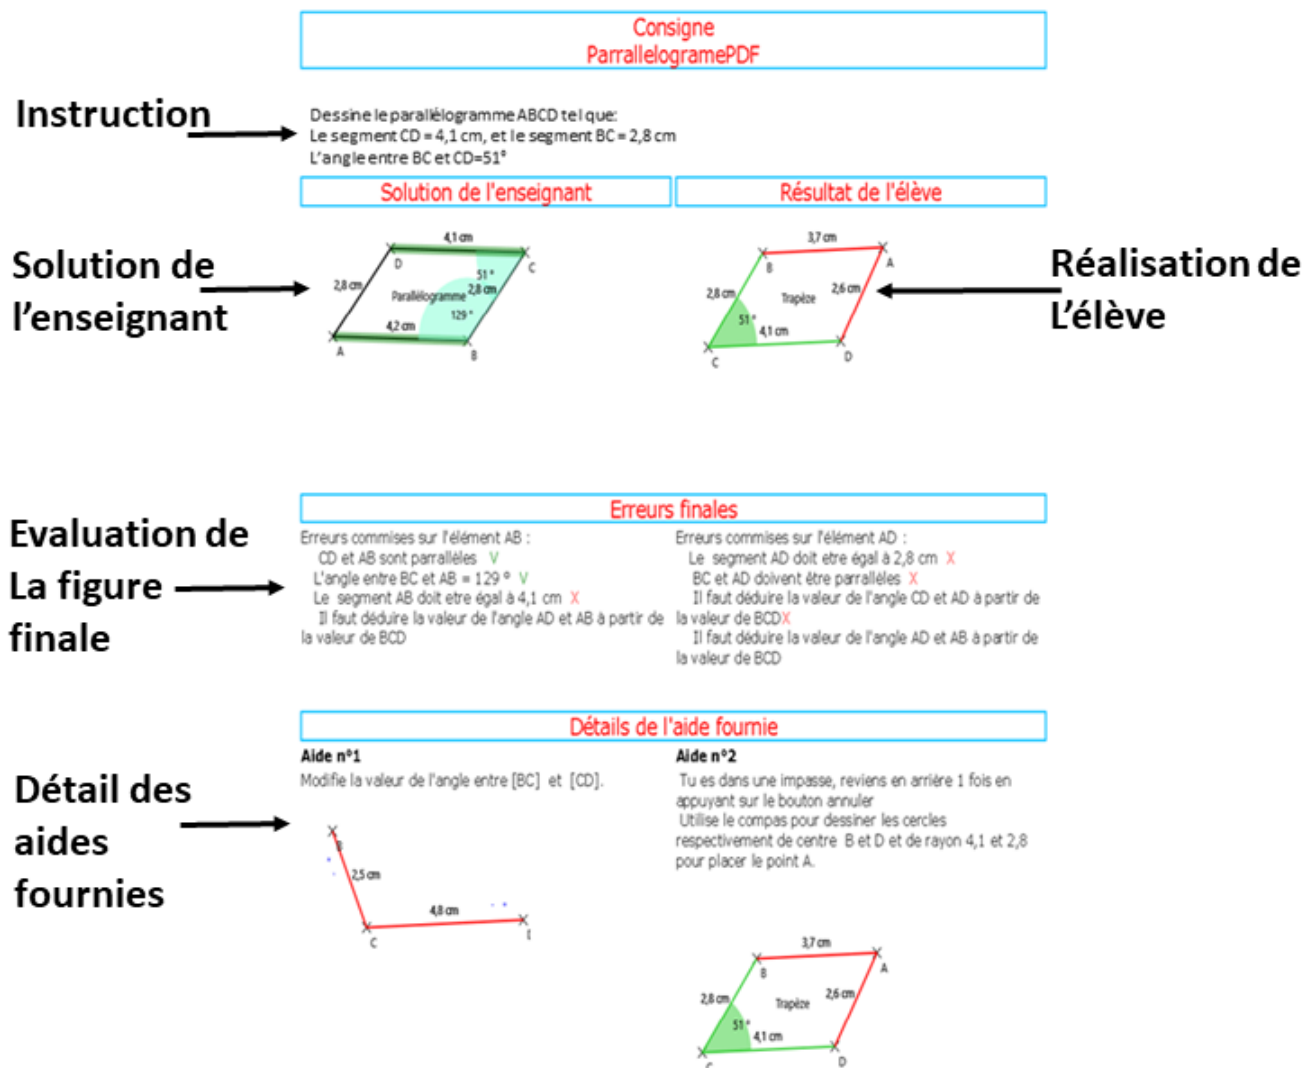 Consigne
ParrallelogramePDF
Instruction
Dessine le parallélogramme ABCD tel que:
Le segment CD = 4,1 cm, et le segment BC = 2,8 cm
L'angle entre BC et CD=51°
Solution de l'enseignant
Résultat de l'élève
Solution de
l'enseignant
4,1 cm
D
C
51 °
2,8 cm
2,8 cm
Parallélogramme
129 °
4,2 cm
A
B
3,7 cm
A
B
2,8 cm
2,6 cm
Trapèze
51 °
4,1 cm
C
D
Réalisation de
L'élève
Evaluation de
La figure
finale
Erreurs finales
Erreurs commises sur l'élément AB :
CD et AB sont parrallèles V
L'angle entre BC et AB = 129 ° V
Le segment AB doit etre égal à 4,1 cm X
Il faut déduire la valeur de l'angle AD et AB à partir de
la valeur de BCD
Erreurs commises sur l'élément AD :
Le segment AD doit etre égal à 2,8 cm X
BC et AD doivent être parrallèles X
Il faut déduire la valeur de l'angle CD et AD à partir de
la valeur de BCDX
Il faut déduire la valeur de l'angle AD et AB à partir de
la valeur de BCD
Détail des
aides
fournies
Détails de l'aide fournie
Aide n°1
Modifie la valeur de l'angle entre [BC] et [CD].
B
2,5 cm
4,8 cm
C
Aide n°2
Tu es dans une impasse, reviens en arrière 1 fois en
appuyant sur le bouton annuler
Utilise le compas pour dessiner les cercles
respectivement de centre B et D et de rayon 4,1 et 2,8
pour placer le point A.
3,7 cm
B
A
2,8 cm
2,6 cm
Trapèze
51 °
4,1 cm
C
D